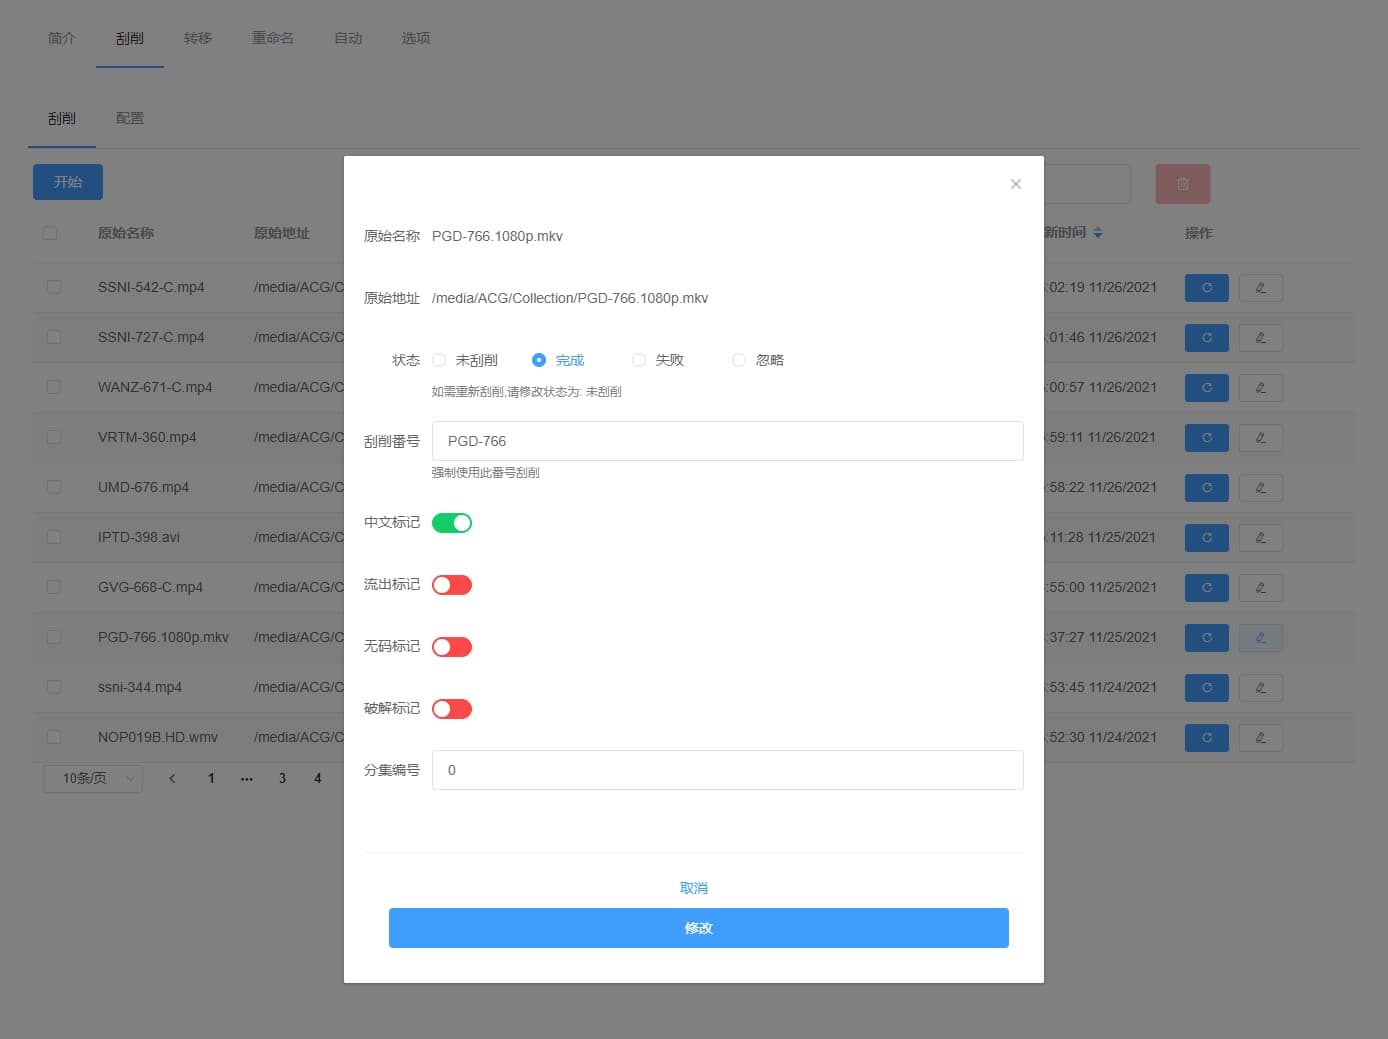 简介 刮削 转移 重命名 自动 选项
刮削 配置
开始
原始名称 原始地址 新时间 操作
SSNI-542-C.mp4 /media/ACG/C :02:19 11/26/2021
SSNI-727-C.mp4 /media/ACG/C :01:46 11/26/2021
WANZ-671-C.mp4 /media/ACG/C :00:57 11/26/2021
VRTM-360.mp4 /media/ACG/C :59:11 11/26/2021
UMD-676.mp4 /media/ACG/C :58:22 11/26/2021
IPTD-398.avi /media/ACG/C :11:28 11/25/2021
GVG-668-C.mp4 /media/ACG/C :55:00 11/25/2021
PGD-766.1080p.mkv /media/ACG/C :37:27 11/25/2021
ssni-344.mp4 /media/ACG/C :53:45 11/24/2021
NOP019B.HD.wmv /media/ACG/C :52:30 11/24/2021
10条/页 1 ••• 3 4
原始名称 PGD-766.1080p.mkv
原始地址 /media/ACG/Collection/PGD-766.1080p.mkv
状态 未刮削 完成 失败 忽略
如需重新刮削,请修改状态为: 未刮削
刮削番号 PGD-766
强制使用此番号刮削
中文标记
流出标记
无码标记
破解标记
分集编号 0
取消
修改